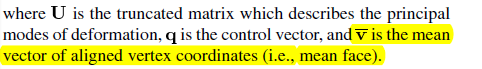 where U is the truncated matrix which describes the principal
modes of deformation, q is the control vector, and v̅ is the mean
vector of aligned vertex coordinates (i.e., mean face).